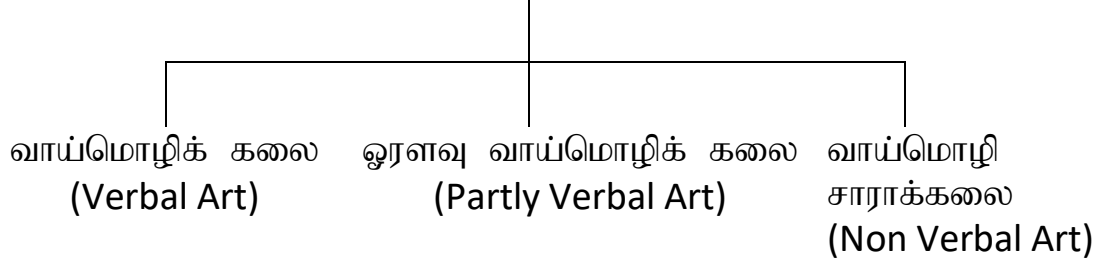 வாய்மொழிக் கலை
(Verbal Art)
ஓரளவு வாய்மொழிக் கலை
(Partly Verbal Art)
வாய்மொழி
சாராக்கலை
(Non Verbal Art)